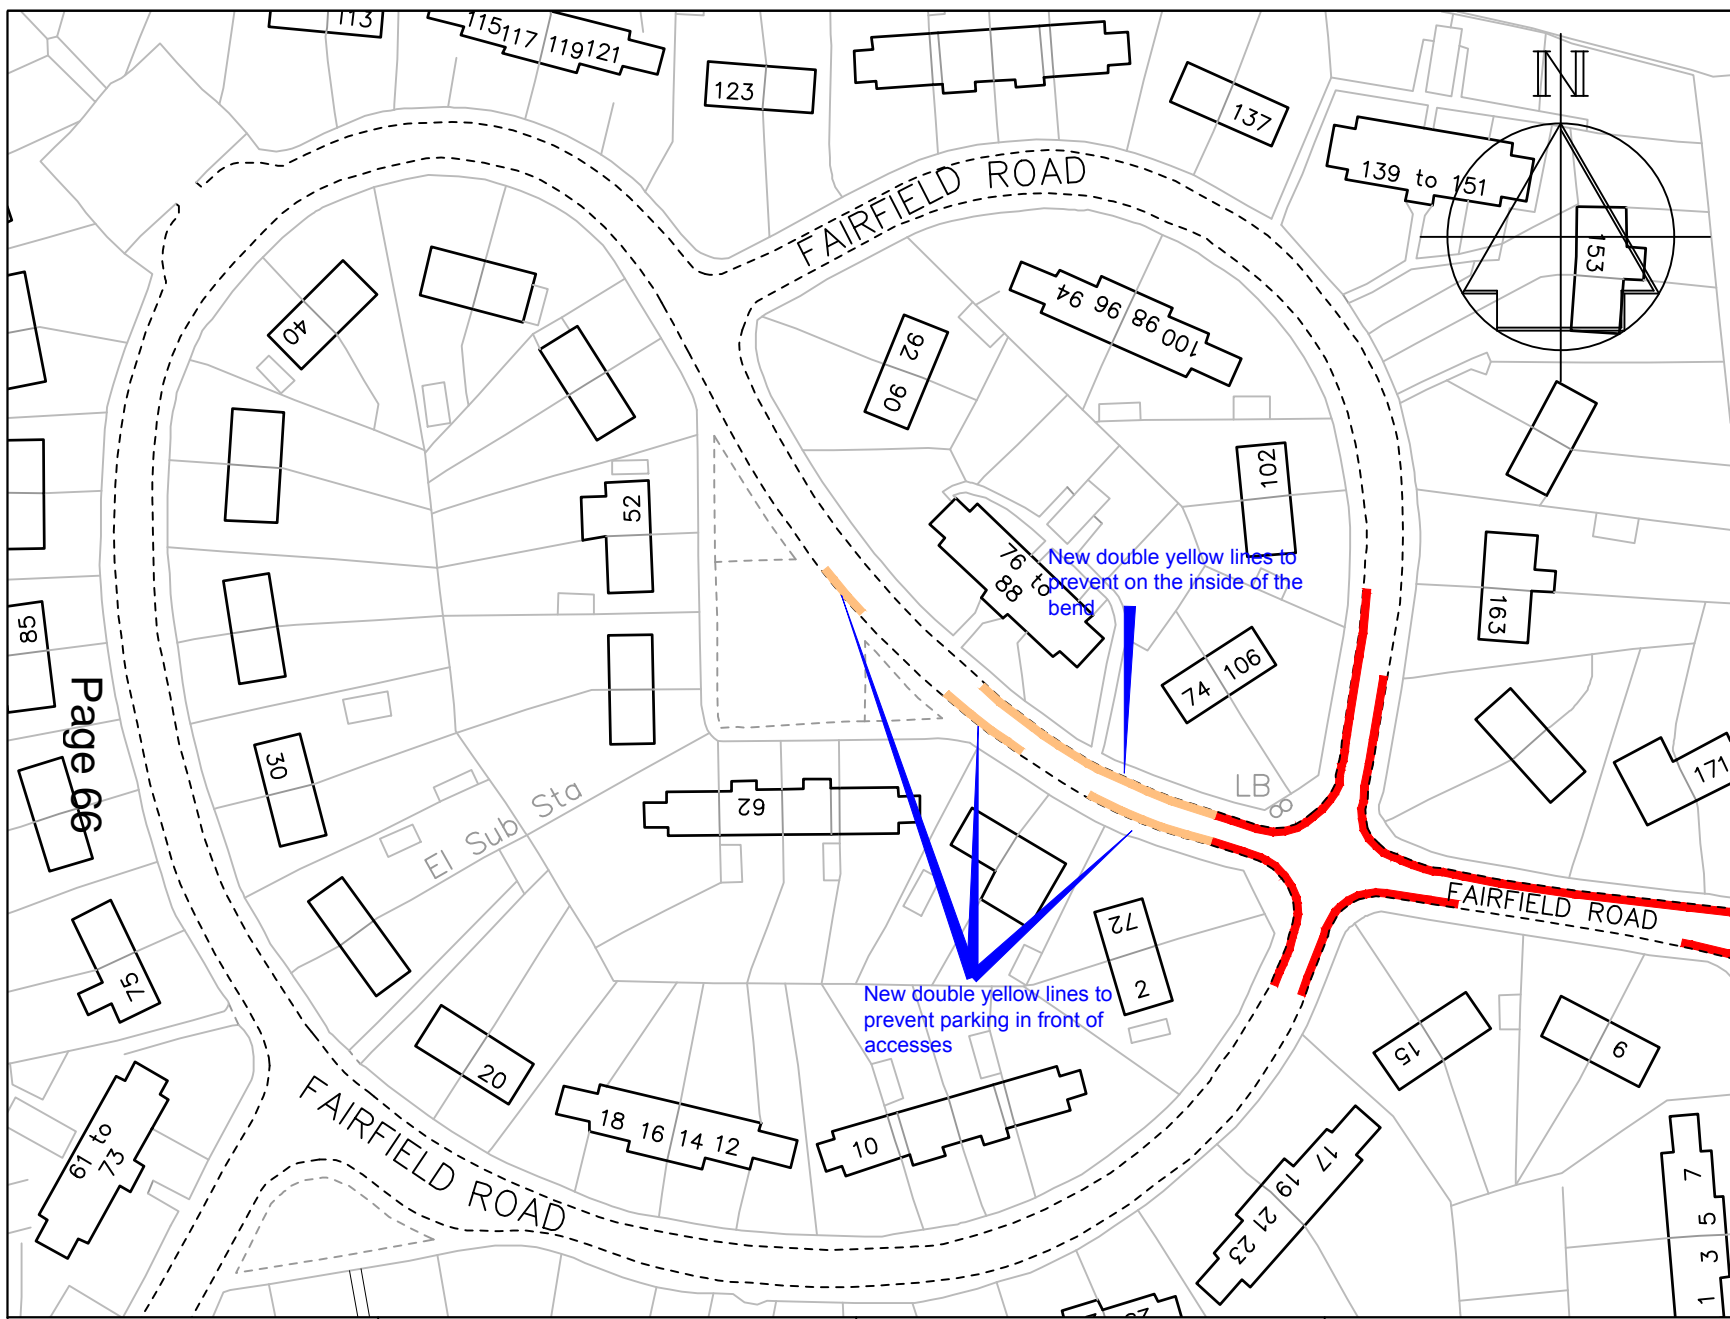 113
115
117 119 121
123
137
139 to 151
N
153
FAIRFIELD ROAD
40
92
90
94 96 98 100
102
52
76 to
88
New double yellow lines to
prevent on the inside of the
bend
163
85
Page 66
74 106
30
El Sub Sta
62
LB
171
FAIRFIELD ROAD
75
72
2
New double yellow lines to
prevent parking in front of
accesses
15
9
20
18 16 14 12
10
61 to
73
FAIRFIELD ROAD
17
19
21
23
7
5
3
1